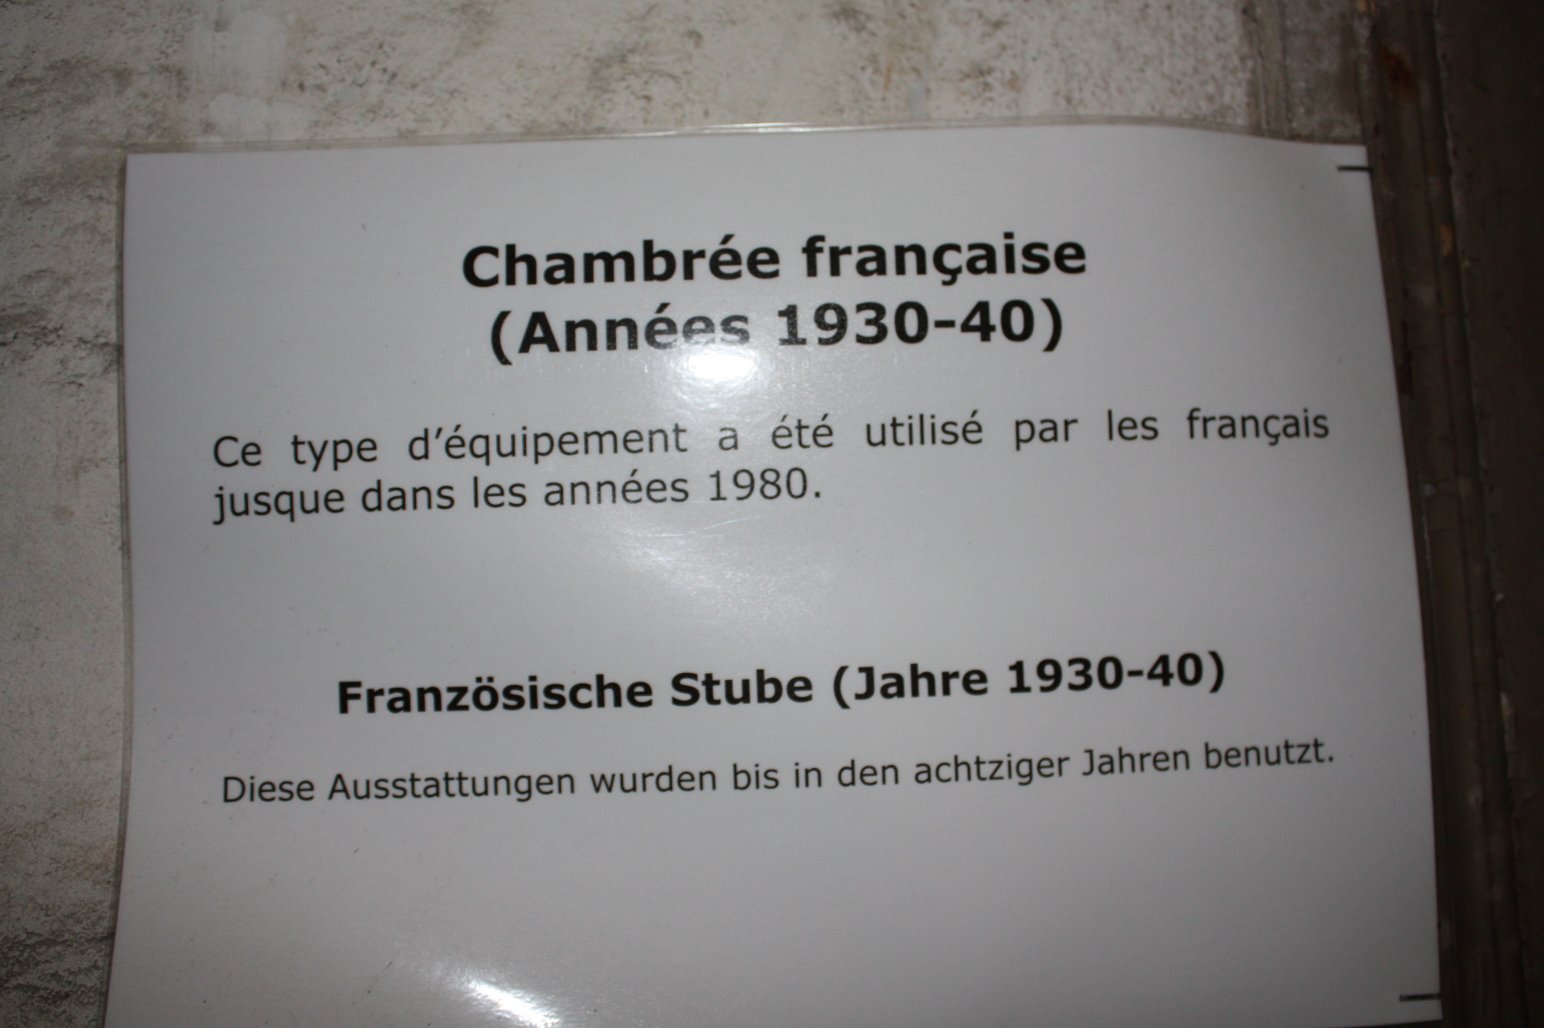 Chambrée française
(Années 1930-40)
Ce type d’équipement a été utilisé par les français
jusque dans les années 1980.
Französische Stube (Jahre 1930-40)
Diese Ausstattungen wurden bis in den achtziger Jahren benutzt.